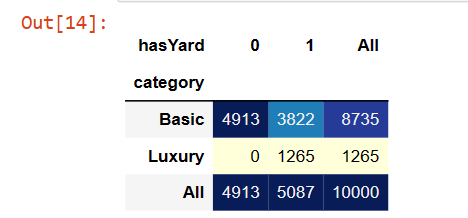 Out[14]:
hasYard 0 1 All
category
Basic 4913 3822 8735
Luxury 0 1265 1265
All 4913 5087 10000